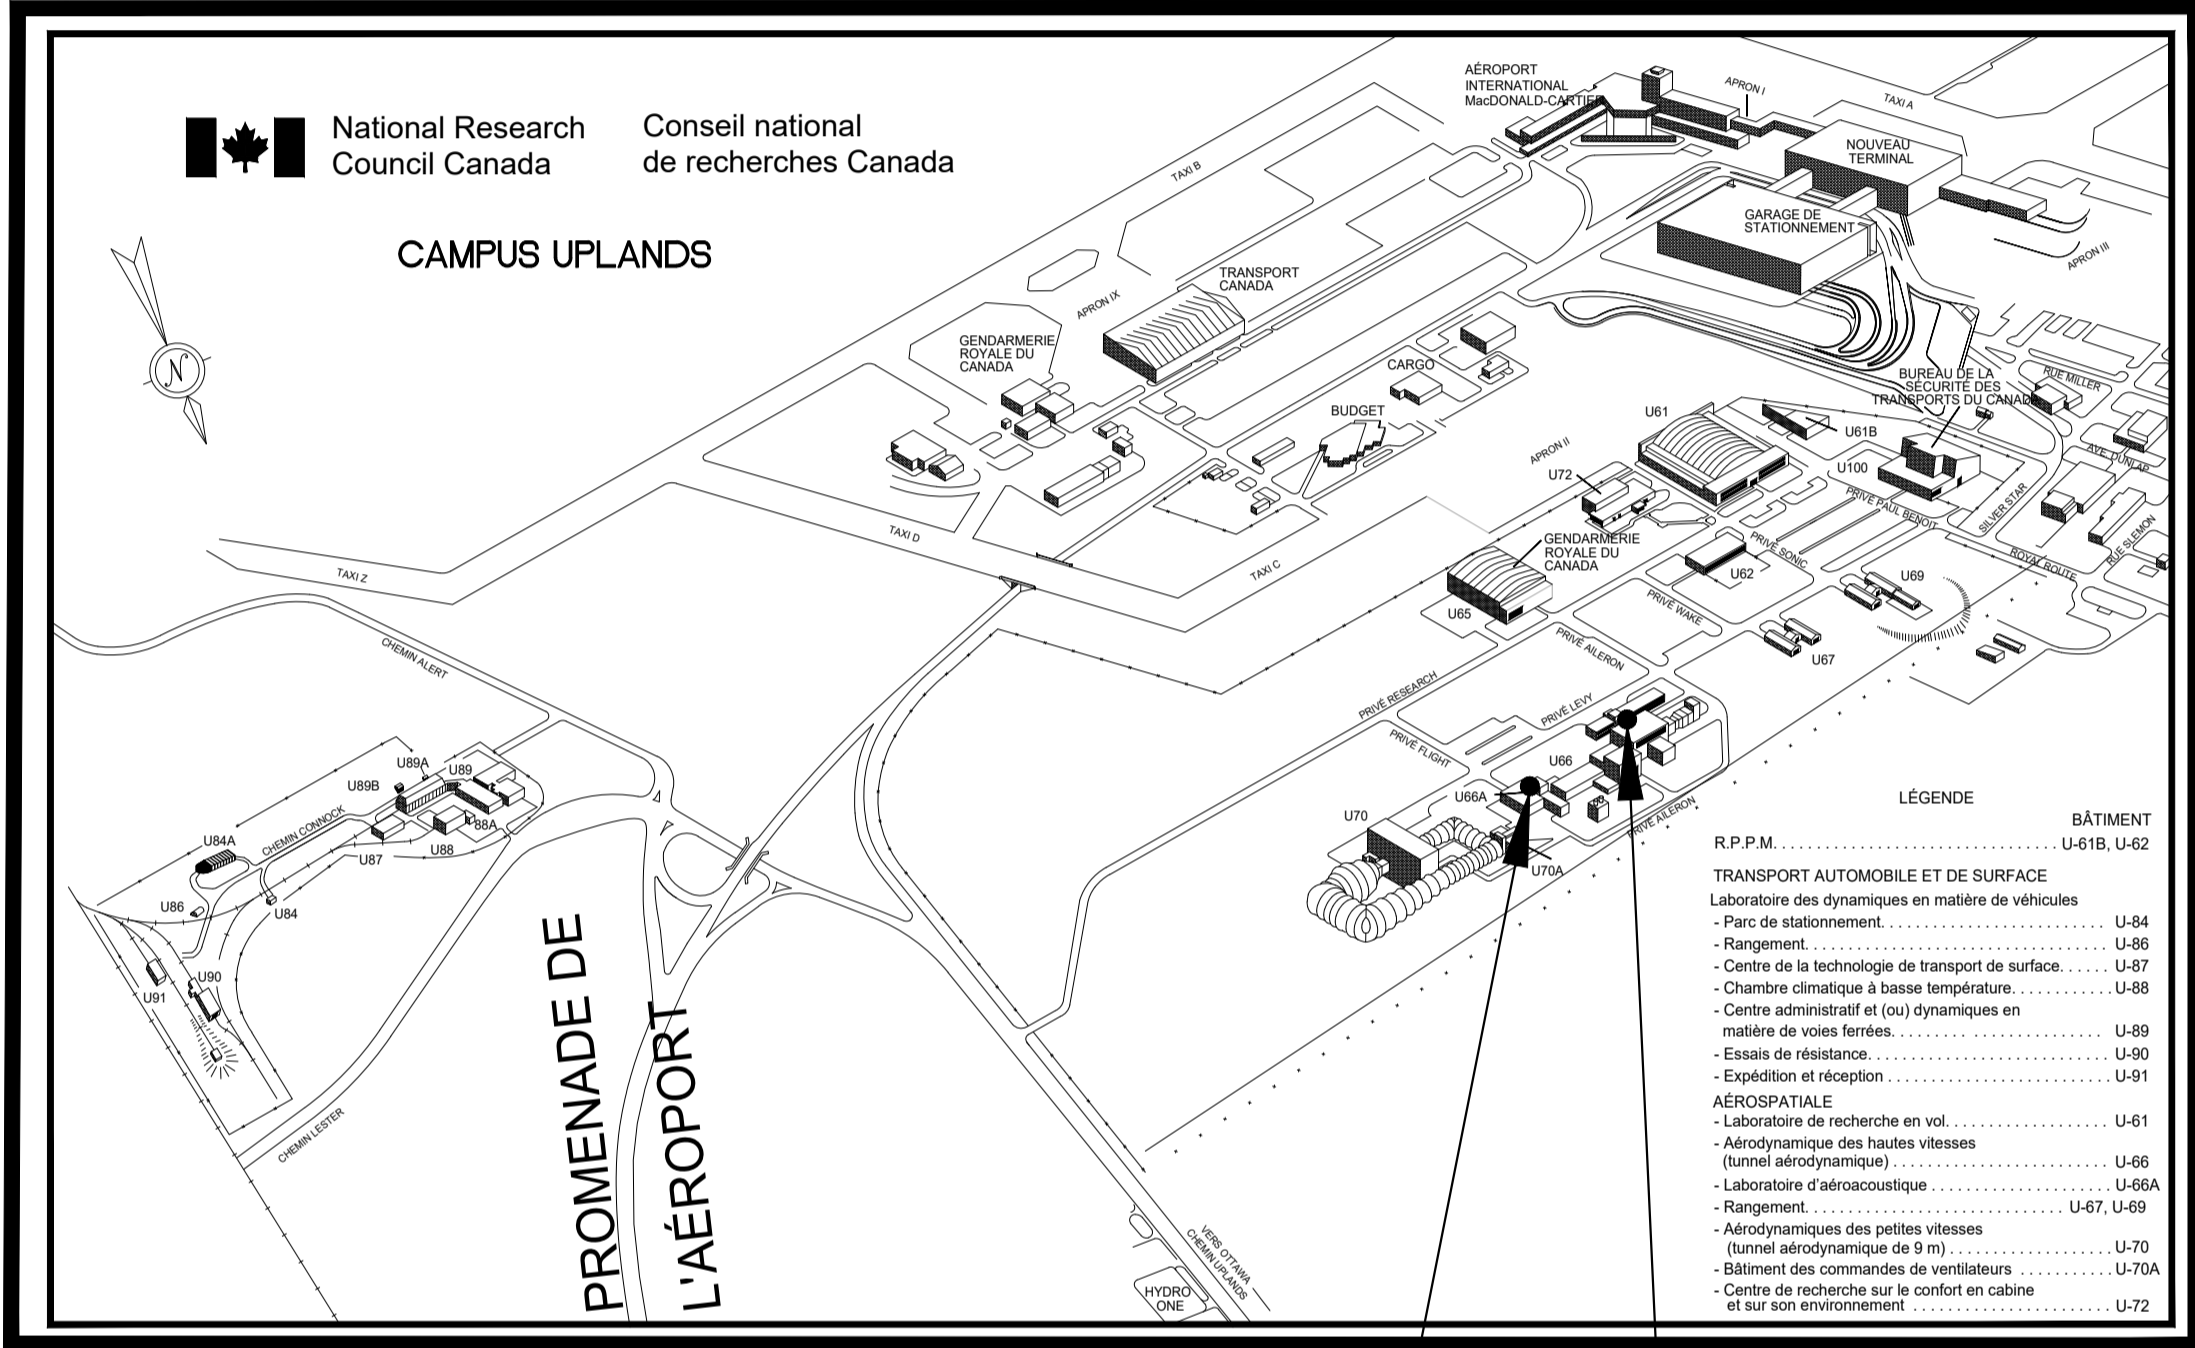 National Research
Council Canada
Conseil national
de recherches Canada
CAMPUS UPLANDS
N
AÉROPORT
INTERNATIONAL
MacDONALD-CARTIER
APRON I
TAXI A
NOUVEAU
TERMINAL
TAXI B
GARAGE DE
STATIONNEMENT
APRON III
TRANSPORT
CANADA
APRON IX
GENDARMERIE
ROYALE DU
CANADA
CARGO
BUREAU DE LA
SÉCURITÉ DES
TRANSPORTS DU CANADA
RUE MILLER
BUDGET
U61
U61B
AVE. DUNLAP
APRON II
U72
U100
PRIVÉ PAUL BENOIT
SILVER STAR
RUE SLEMON
TAXI D
GENDARMERIE
ROYALE DU
CANADA
PRIVÉ SONIC
ROYAL ROUTE
TAXI Z
TAXI C
U62
U69
U65
PRIVÉ WAKE
CHEMIN ALERT
PRIVÉ AILERON
U67
PRIVÉ RESEARCH
PRIVÉ LEVY
PRIVÉ FLIGHT
U66
U89A
U89
U89B
U66A
PRIVÉ AILERON
U70
88A
CHEMIN CONNOCK
U84A
U88
U87
U70A
U86
U84
U90
U91
CHEMIN LESTER
PROMENADE DE
L'AÉROPORT
VERS OTTAWA
CHEMIN UPLANDS
HYDRO
ONE
LÉGENDE
BÂTIMENT
R.P.P.M. . . . . . . . . . . . . . . . . . . . . . . . . . . . . . . . . U-61B, U-62
TRANSPORT AUTOMOBILE ET DE SURFACE
Laboratoire des dynamiques en matière de véhicules
- Parc de stationnement. . . . . . . . . . . . . . . . . . . . . . . . . . U-84
- Rangement. . . . . . . . . . . . . . . . . . . . . . . . . . . . . . . . . . . U-86
- Centre de la technologie de transport de surface. . . . . . U-87
- Chambre climatique à basse température. . . . . . . . . . . . U-88
- Centre administratif et (ou) dynamiques en
matière de voies ferrées. . . . . . . . . . . . . . . . . . . . . . . . . U-89
- Essais de résistance. . . . . . . . . . . . . . . . . . . . . . . . . . . . U-90
- Expédition et réception . . . . . . . . . . . . . . . . . . . . . . . . . . U-91
AÉROSPATIALE
- Laboratoire de recherche en vol. . . . . . . . . . . . . . . . . . . U-61
- Aérodynamique des hautes vitesses
(tunnel aérodynamique) . . . . . . . . . . . . . . . . . . . . . . . . . U-66
- Laboratoire d'aéroacoustique . . . . . . . . . . . . . . . . . . . . . U-66A
- Rangement. . . . . . . . . . . . . . . . . . . . . . . . . . . . . . U-67, U-69
- Aérodynamiques des petites vitesses
(tunnel aérodynamique de 9 m) . . . . . . . . . . . . . . . . . . . U-70
- Bâtiment des commandes de ventilateurs . . . . . . . . . . . U-70A
- Centre de recherche sur le confort en cabine
et sur son environnement . . . . . . . . . . . . . . . . . . . . . . . U-72